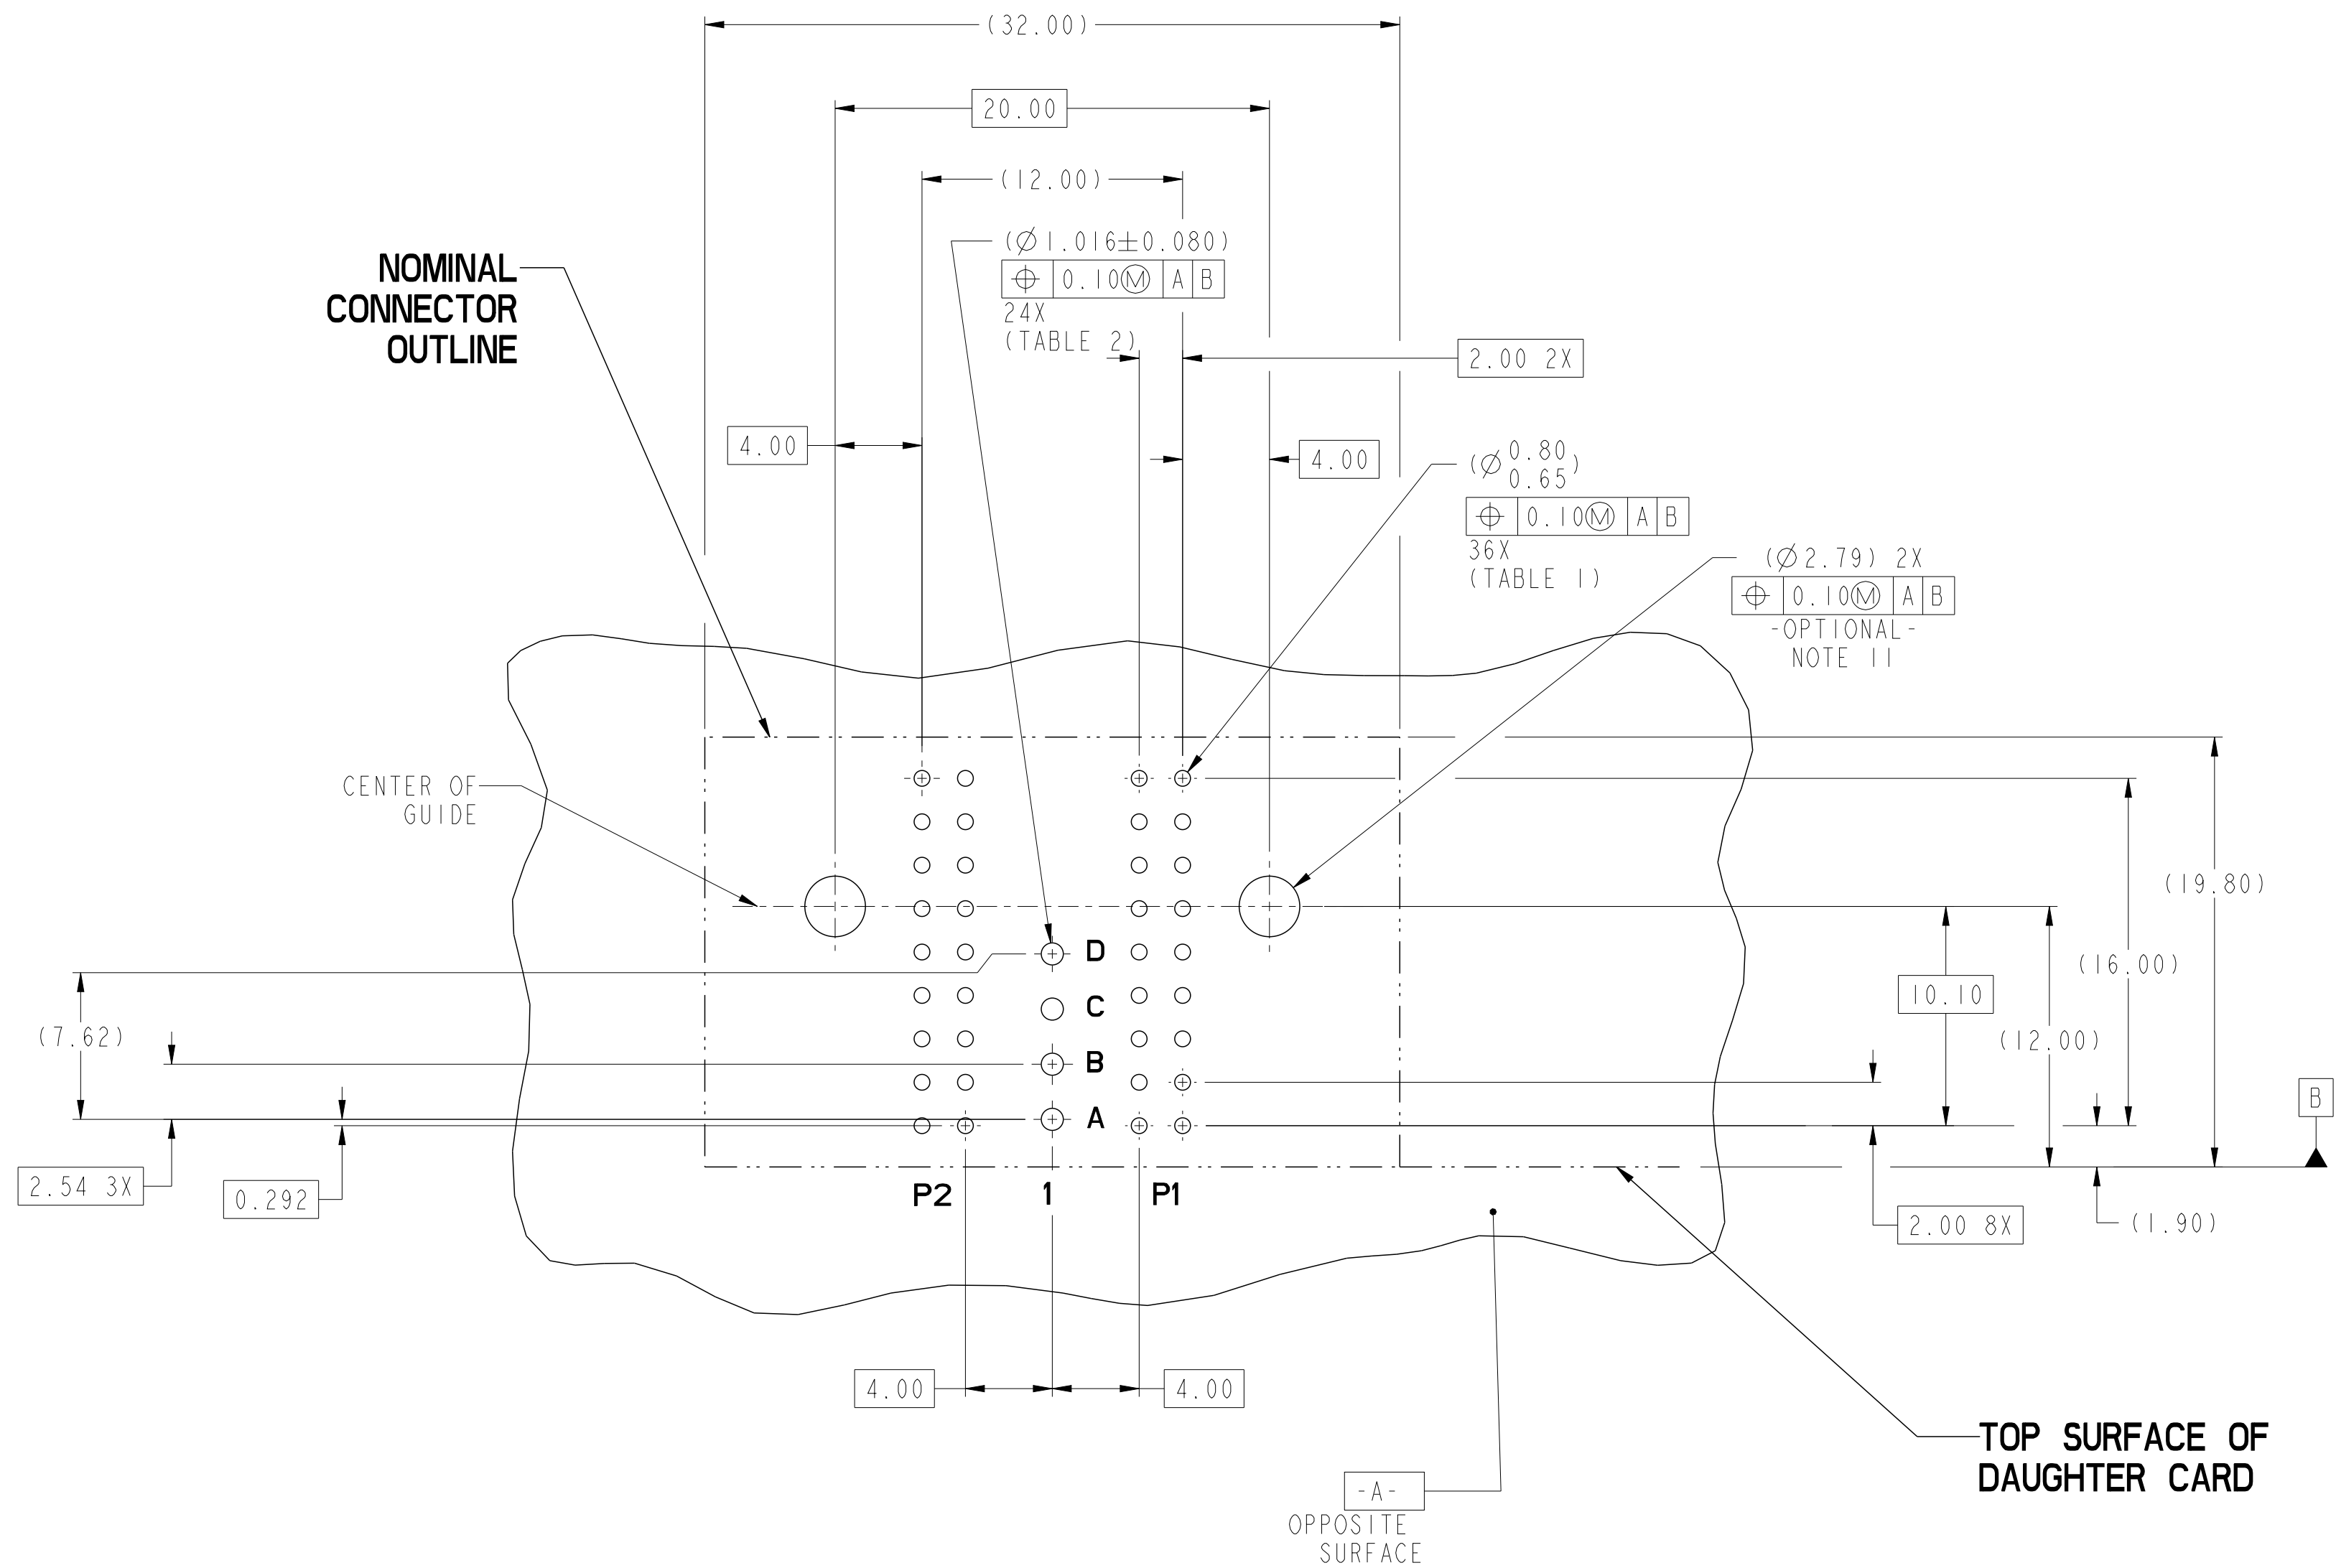 (32.00)
20.00
(12.00)
(Ø1.016±0.080)
⌖ 0.10Ⓜ A B
24X
(TABLE 2)
NOMINAL
CONNECTOR
OUTLINE
2.00 2X
4.00
4.00
(Ø 0.80
0.65)
⌖ 0.10Ⓜ A B
36X
(TABLE 1)
(Ø2.79) 2X
⌖ 0.10Ⓜ A B
-OPTIONAL-
NOTE 11
CENTER OF
GUIDE
(19.80)
(16.00)
10.10
(12.00)
D
C
B
A
(7.62)
2.54 3X
0.292
P2
1
P1
B
2.00 8X
(1.90)
4.00
4.00
TOP SURFACE OF
DAUGHTER CARD
-A-
OPPOSITE
SURFACE